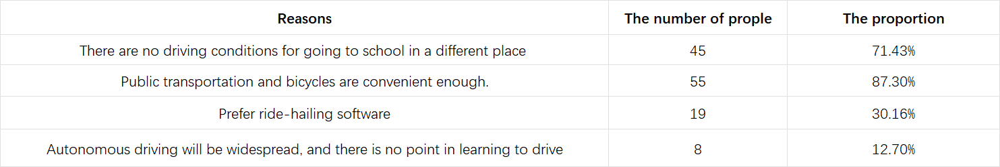 Reasons The number of prople The proportion
There are no driving conditions for going to school in a different place 45 71.43%
Public transportation and bicycles are convenient enough. 55 87.30%
Prefer ride-hailing software 19 30.16%
Autonomous driving will be widespread, and there is no point in learning to drive 8 12.70%